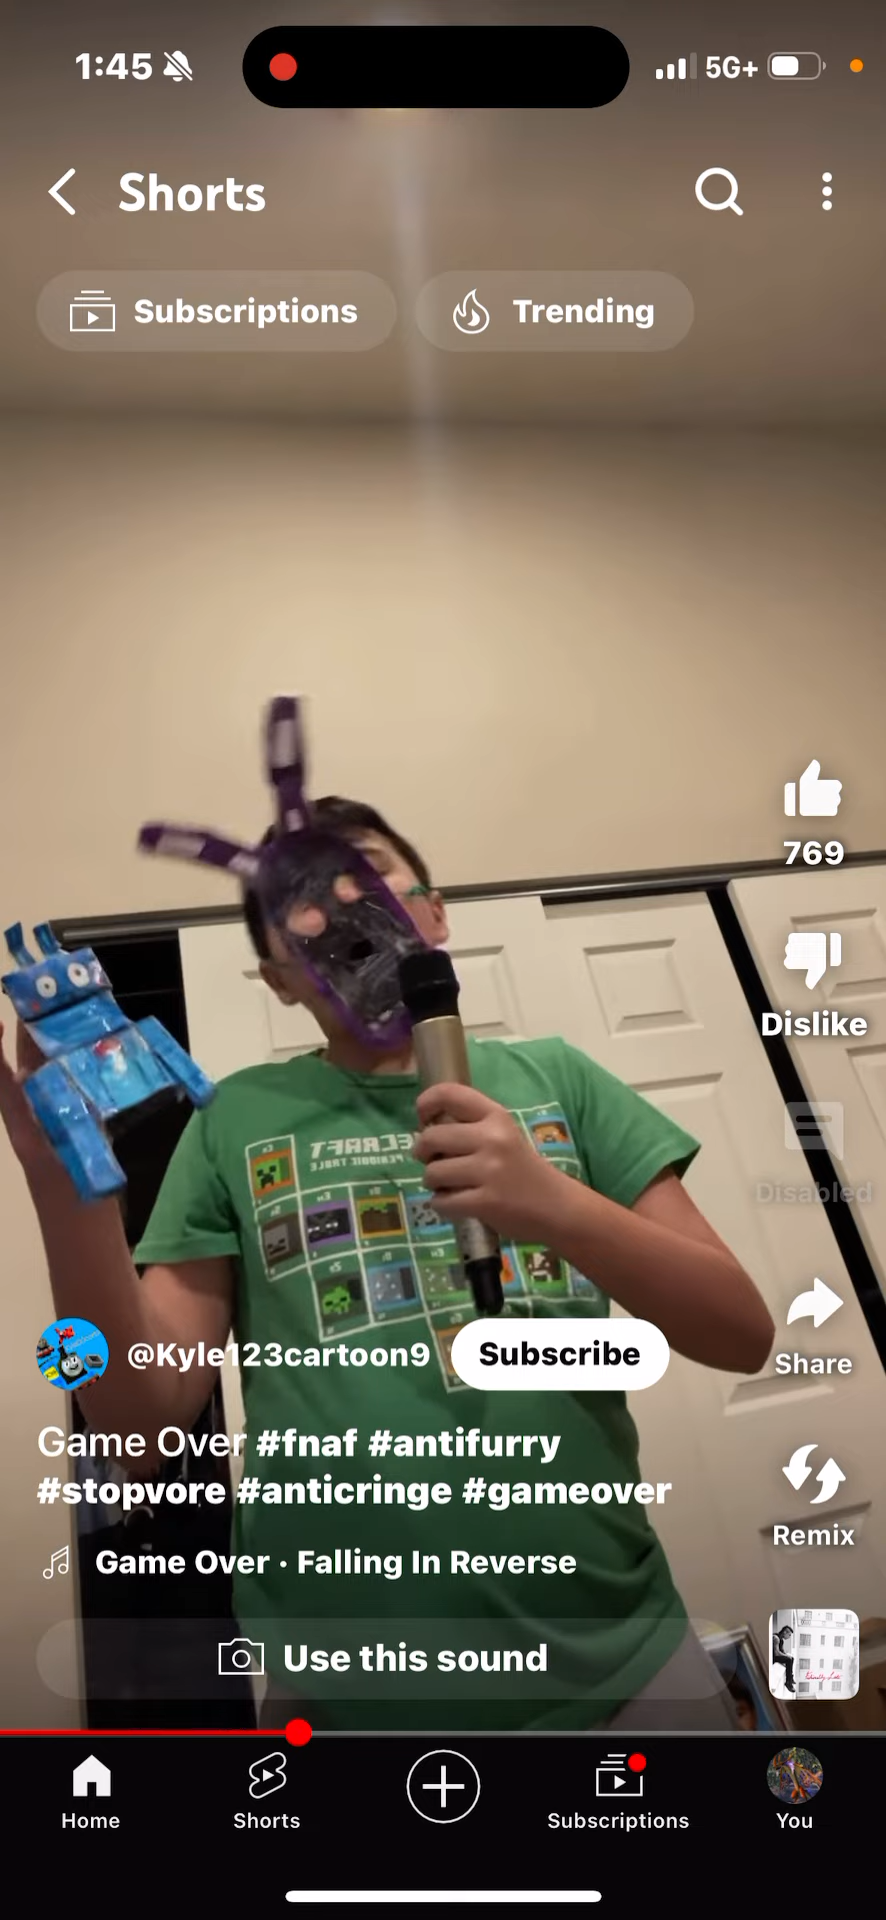 1:45
5G+
Shorts
Subscriptions
Trending
769
Dislike
Disabled
@Kyle123cartoon9
Subscribe
Share
Game Over #fnaf #antifurry
#stopvore #anticringe #gameover
Remix
Game Over · Falling In Reverse
Use this sound
Home
Shorts
Subscriptions
You